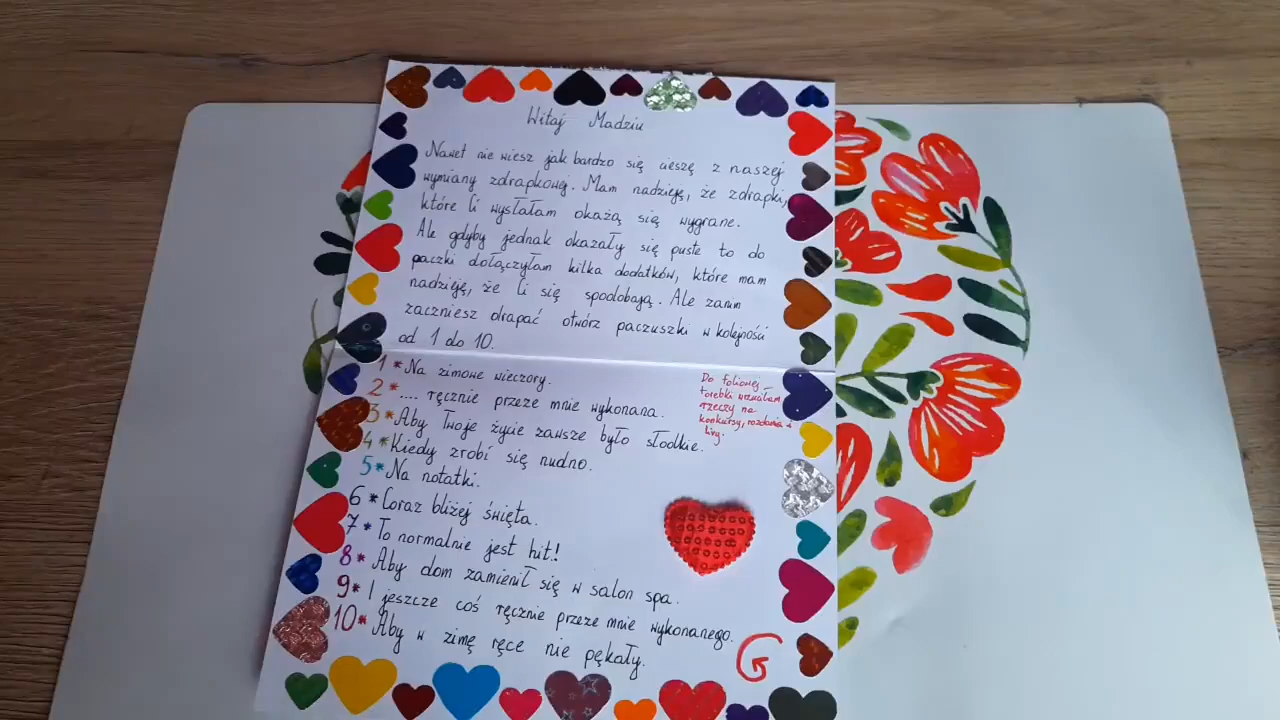 Witaj Madziu
Nawet nie wiesz jak bardzo się cieszę z naszej
wymiany zdrapkowej. Mam nadzieję, że zdrapki,
które Ci wysłałam okażą się wygrane.
Ale gdyby jednak okazały się puste to do
paczki dołączyłam kilka dodatków, które mam
nadzieję, że Ci się spodobają. Ale zanim
zaczniesz drapać otwórz paczuszki w kolejności
od 1 do 10.
1 * Na zimowe wieczory.
2 * .... ręcznie przeze mnie wykonana.
3 * Aby Twoje życie zawsze było słodkie.
4 * Kiedy zrobi się nudno.
5 * Na notatki.
6 * Coraz bliżej święta.
7 * To normalnie jest hit!
8 * Aby dom zamienił się w salon spa.
9 * I jeszcze coś ręcznie przeze mnie wykonanego.
10 * Aby w zimę ręce nie pękały.
Do foliowej
torebki
rzeczy na
konkursy, rozdania i